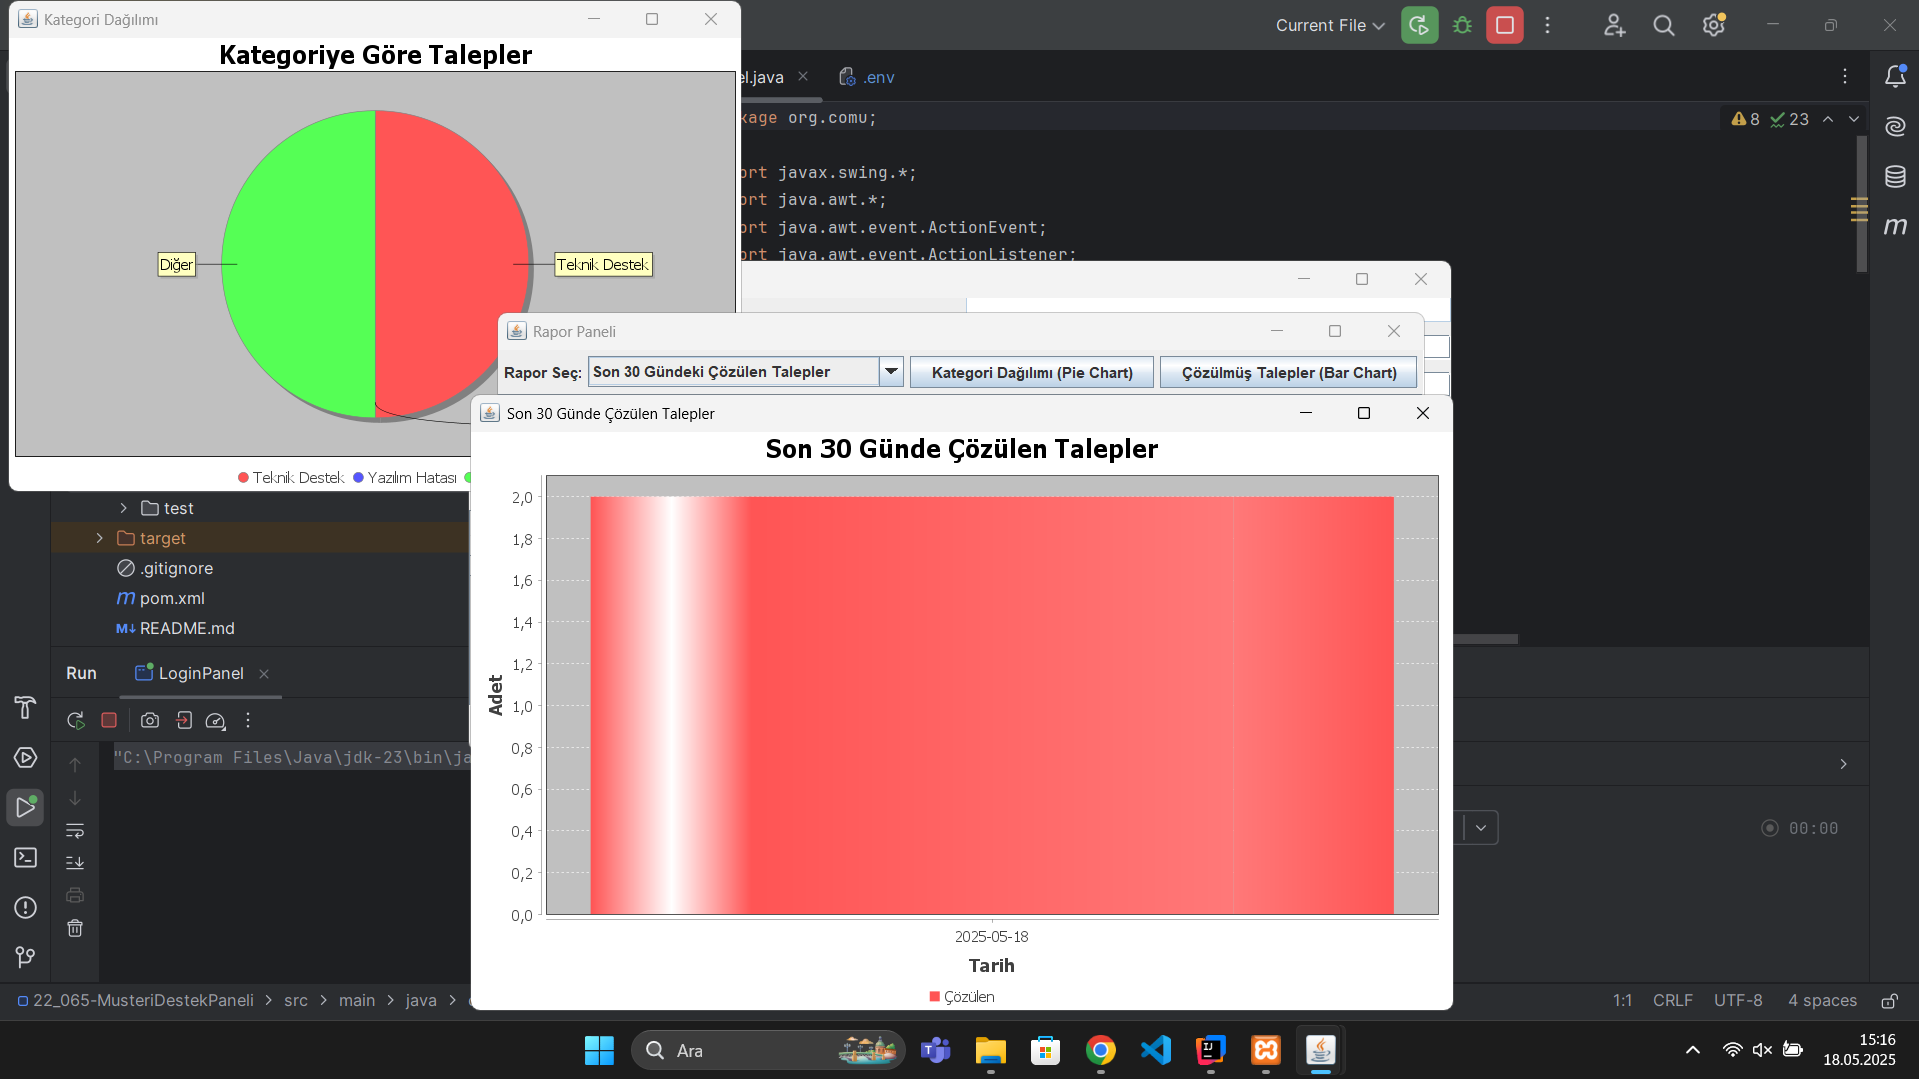 Kategori Dağılımı
Kategoriye Göre Talepler
Diğer
Teknik Destek
Teknik Destek
Yazılım Hatası
Current File
el.java
.env
kage org.comu;
8
23
ort javax.swing.*;
ort java.awt.*;
ort java.awt.event.ActionEvent;
ort java.awt.event.ActionListener;
Rapor Paneli
Rapor Seç:
Son 30 Gündeki Çözülen Talepler
Kategori Dağılımı (Pie Chart)
Çözülmüş Talepler (Bar Chart)
Son 30 Günde Çözülen Talepler
Son 30 Günde Çözülen Talepler
2,0
1,8
1,6
1,4
1,2
1,0
0,8
0,6
0,4
0,2
0,0
Adet
2025-05-18
Tarih
Çözülen
test
target
.gitignore
pom.xml
README.md
Run
LoginPanel
"C:\Program Files\Java\jdk-23\bin\ja
00:00
22_065-MusteriDestekPaneli > src > main > java >
1:1
CRLF
UTF-8
4 spaces
Ara
15:16
18.05.2025